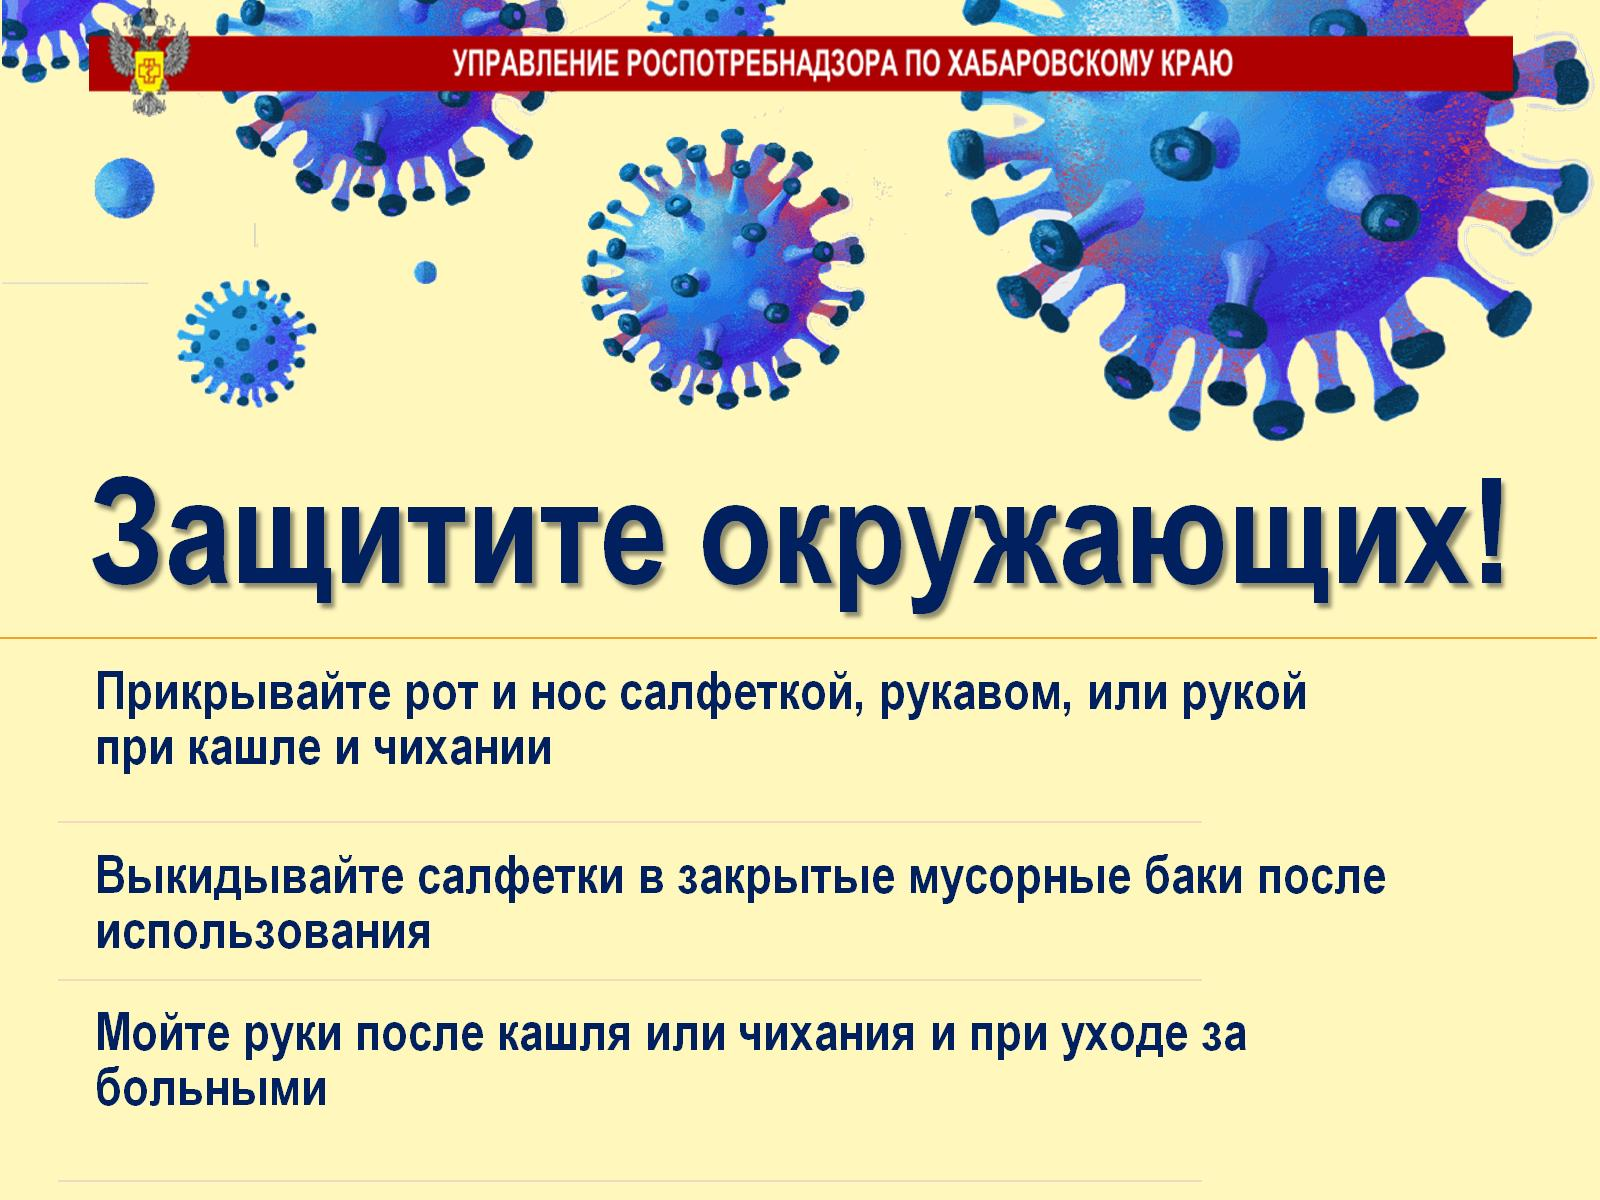 УПРАВЛЕНИЕ РОСПОТРЕБНАДЗОРА ПО ХАБАРОВСКОМУ КРАЮ
Защитите окружающих!
Прикрывайте рот и нос салфеткой, рукавом, или рукой
при кашле и чихании
Выкидывайте салфетки в закрытые мусорные баки после
использования
Мойте руки после кашля или чихания и при уходе за
больными